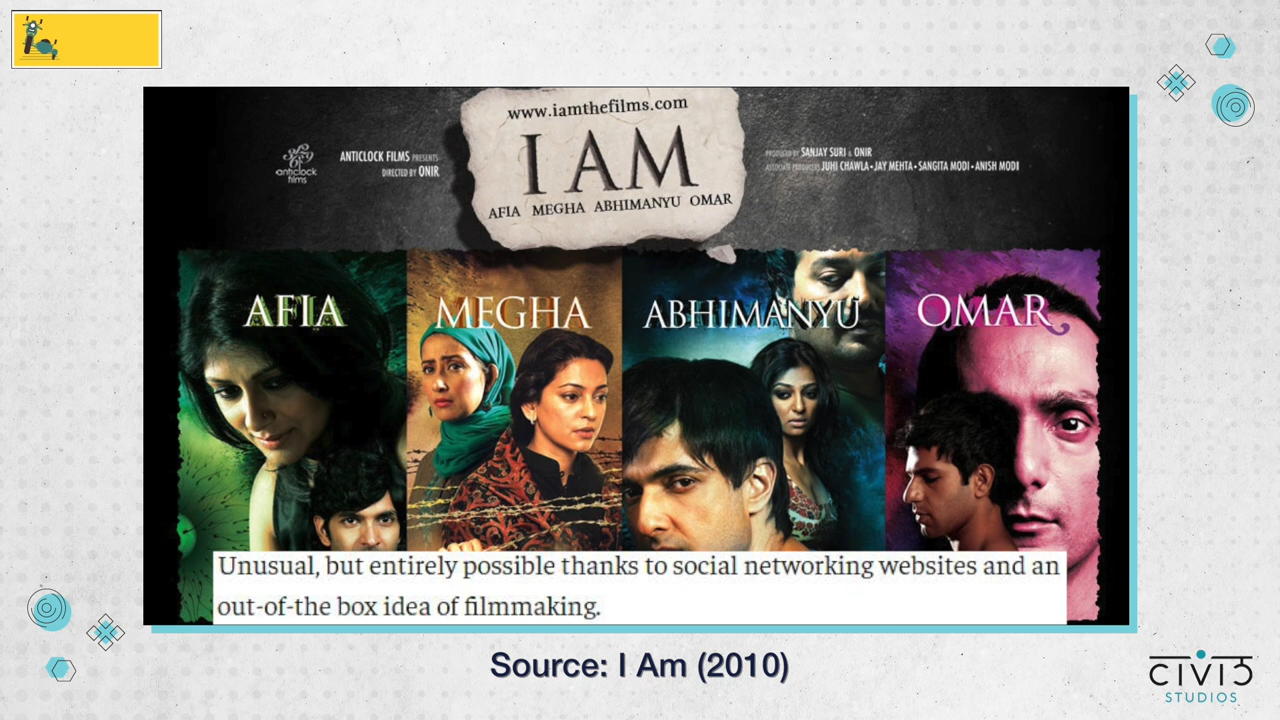 www.iamthefilms.com
I AM
AFIA MEGHA ABHIMANYU OMAR
anticlock
films
ANTICLOCK FILMS PRESENTS
DIRECTED BY ONIR
PRODUCED BY SANJAY SURI & ONIR
ASSOCIATE PRODUCERS JUHI CHAWLA • JAY MEHTA • SANGITA MODI • ANISH MODI
AFIA
MEGHA
ABHIMANYU
OMAR
Unusual, but entirely possible thanks to social networking websites and an
out-of-the box idea of filmmaking.
Source: I Am (2010)
CIVIC
STUDIOS